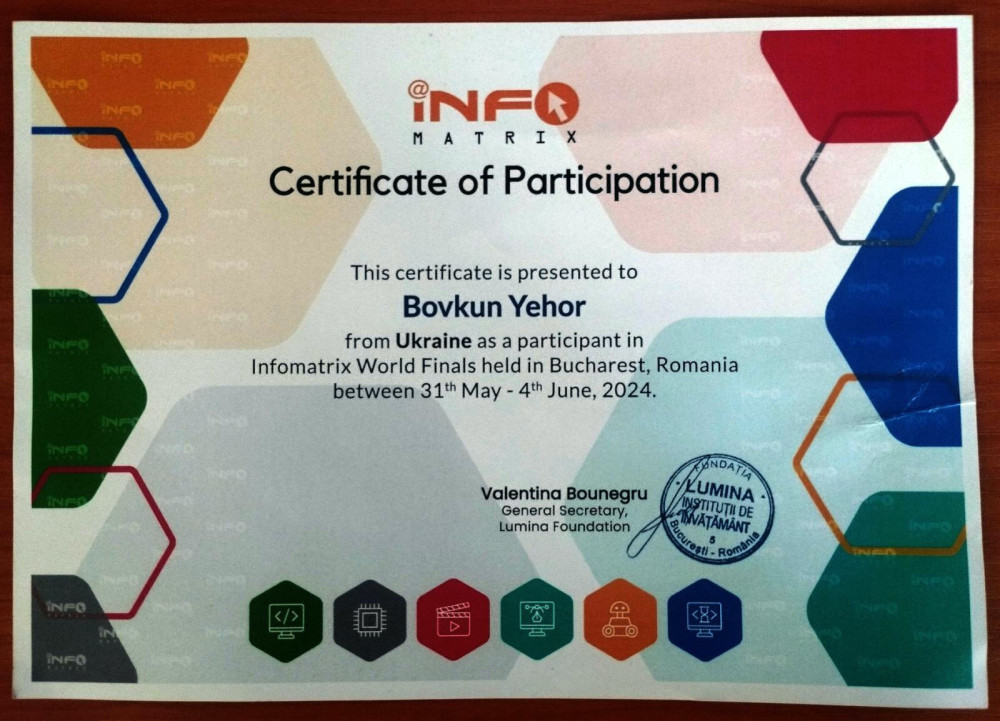 @INFO
MATRIX
Certificate of Participation
This certificate is presented to
Bovkun Yehor
from Ukraine as a participant in
Infomatrix World Finals held in Bucharest, Romania
between 31th May - 4th June, 2024.
Valentina Bounegru
General Secretary,
Lumina Foundation
FUNDAȚIA
LUMINA
INSTITUȚII DE
ÎNVĂȚĂMÂNT
5
București - România